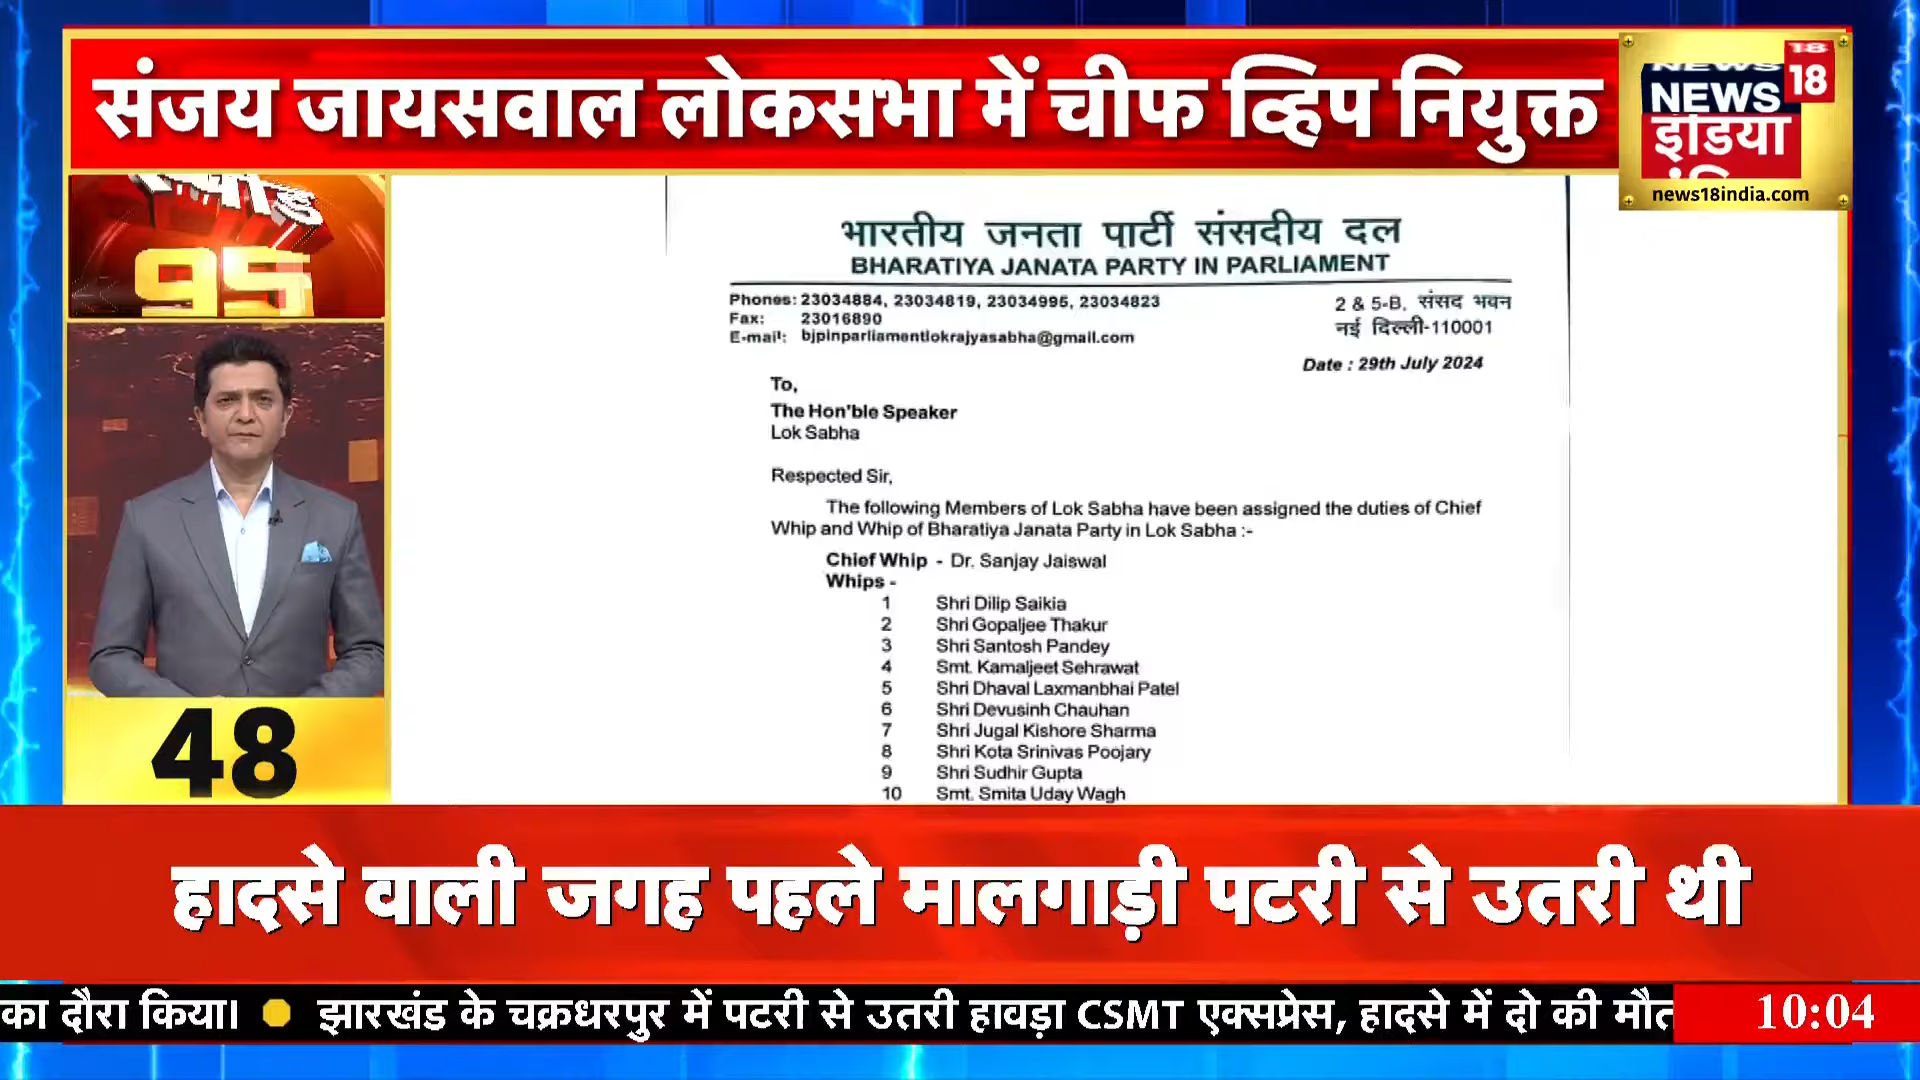 संजय जायसवाल लोकसभा में चीफ व्हिप नियुक्त
18
NEWS
इंडिया
news18india.com
95
भारतीय जनता पार्टी संसदीय दल
BHARATIYA JANATA PARTY IN PARLIAMENT
Phones: 23034884, 23034819, 23034995, 23034823
Fax: 23016890
E-mail: bjpinparliamentlokrajyasabha@gmail.com
2 & 5-B, संसद भवन
नई दिल्ली-110001
Date : 29th July 2024
To,
The Hon'ble Speaker
Lok Sabha
Respected Sir,
The following Members of Lok Sabha have been assigned the duties of Chief
Whip and Whip of Bharatiya Janata Party in Lok Sabha :-
Chief Whip - Dr. Sanjay Jaiswal
Whips -
1 Shri Dilip Saikia
2 Shri Gopaljee Thakur
3 Shri Santosh Pandey
4 Smt. Kamaljeet Sehrawat
5 Shri Dhaval Laxmanbhai Patel
6 Shri Devusinh Chauhan
7 Shri Jugal Kishore Sharma
8 Shri Kota Srinivas Poojary
9 Shri Sudhir Gupta
10 Smt. Smita Uday Wagh
48
हादसे वाली जगह पहले मालगाड़ी पटरी से उतरी थी
का दौरा किया। झारखंड के चक्रधरपुर में पटरी से उतरी हावड़ा CSMT एक्सप्रेस, हादसे में दो की मौत
10:04